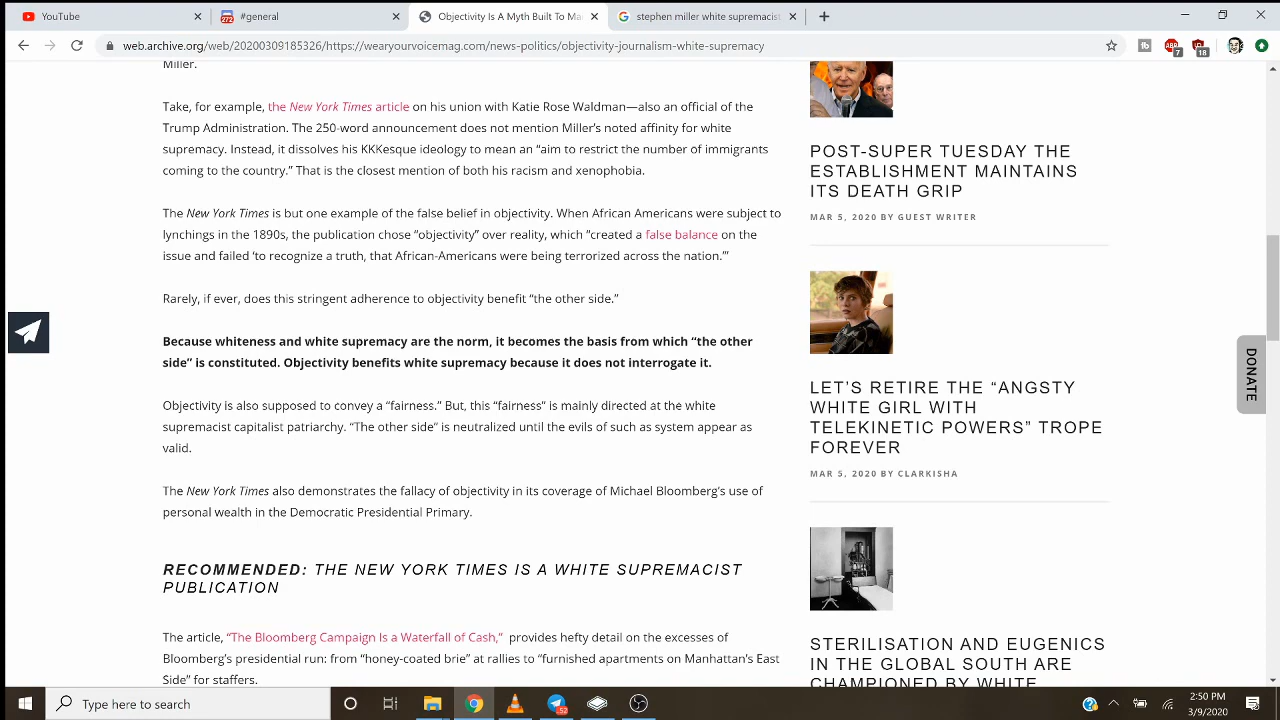 YouTube
272 #general
Objectivity Is A Myth Built To Ma
stephen miller white supremacist
web.archive.org/web/20200309185326/https://wearyourvoicemag.com/news-politics/objectivity-journalism-white-supremacy
7
18
Miller.
Take, for example, the New York Times article on his union with Katie Rose Waldman—also an official of the
Trump Administration. The 250-word announcement does not mention Miller's noted affinity for white
supremacy. Instead, it dissolves his KKKesque ideology to mean an “aim to restrict the number of immigrants
coming to the country.” That is the closest mention of both his racism and xenophobia.
The New York Times is but one example of the false belief in objectivity. When African Americans were subject to
lynchings in the 1890s, the publication chose “objectivity” over reality, which “created a false balance on the
issue and failed ‘to recognize a truth, that African-Americans were being terrorized across the nation.’”
Rarely, if ever, does this stringent adherence to objectivity benefit “the other side.”
Because whiteness and white supremacy are the norm, it becomes the basis from which “the other
side” is constituted. Objectivity benefits white supremacy because it does not interrogate it.
Objectivity is also supposed to convey a “fairness.” But, this “fairness” is mainly directed at the white
supremacist capitalist patriarchy. “The other side” is neutralized until the evils of such as system appear as
valid.
The New York Times also demonstrates the fallacy of objectivity in its coverage of Michael Bloomberg's use of
personal wealth in the Democratic Presidential Primary.
RECOMMENDED: THE NEW YORK TIMES IS A WHITE SUPREMACIST
PUBLICATION
The article, “The Bloomberg Campaign Is a Waterfall of Cash,” provides hefty detail on the excesses of
Bloomberg's presidential run: from “honey-coated brie” at rallies to “furnished apartments on Manhattan's East
Side” for staffers.
POST-SUPER TUESDAY THE
ESTABLISHMENT MAINTAINS
ITS DEATH GRIP
MAR 5, 2020 BY GUEST WRITER
LET'S RETIRE THE “ANGSTY
WHITE GIRL WITH
TELEKINETIC POWERS” TROPE
FOREVER
MAR 5, 2020 BY CLARKISHA
STERILISATION AND EUGENICS
IN THE GLOBAL SOUTH ARE
CHAMPIONED BY WHITE
DONATE
Type here to search
52
2:50 PM
3/9/2020